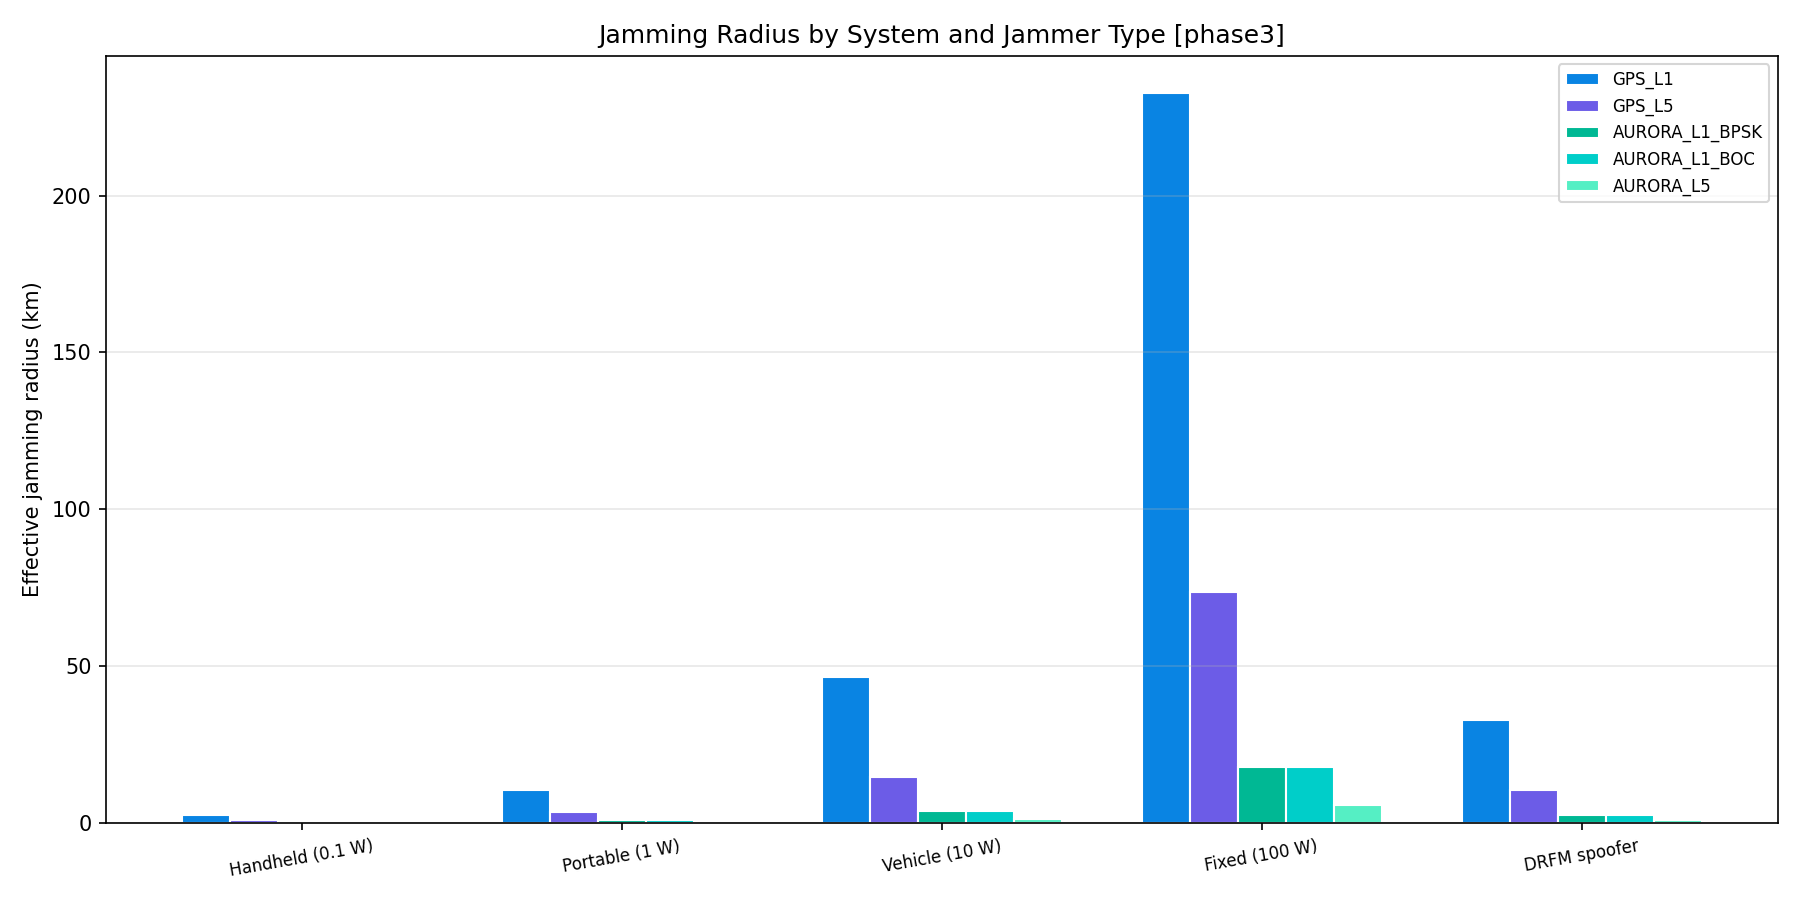 Jamming Radius by System and Jammer Type [phase3]
GPS_L1
GPS_L5
AURORA_L1_BPSK
AURORA_L1_BOC
AURORA_L5
Effective jamming radius (km)
200
150
100
50
0
Handheld (0.1 W)
Portable (1 W)
Vehicle (10 W)
Fixed (100 W)
DRFM spoofer